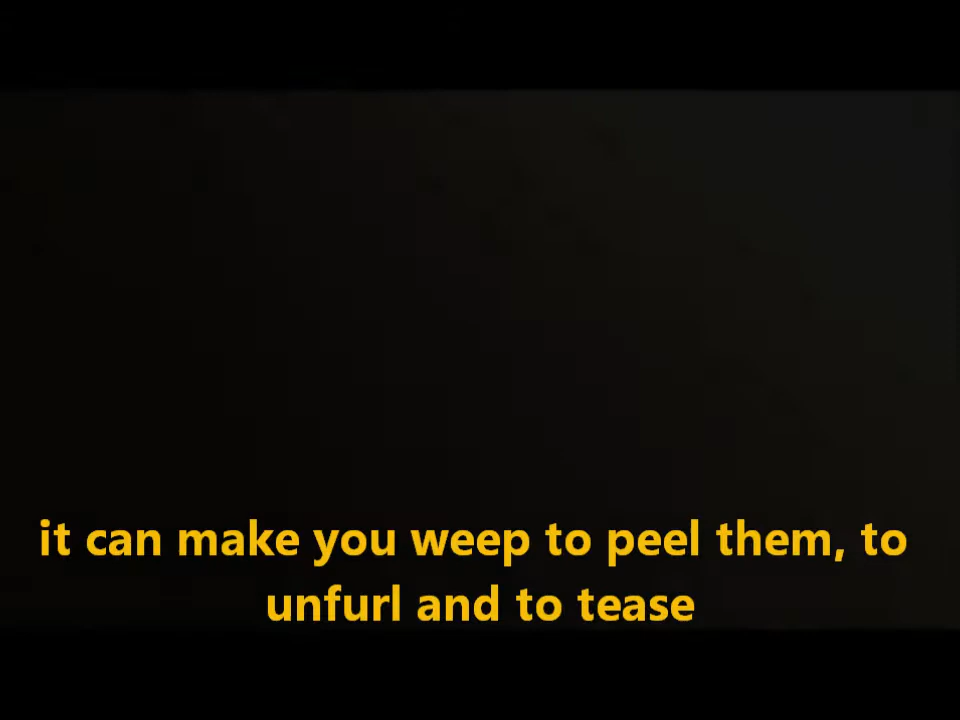 it can make you weep to peel them, to
unfurl and to tease